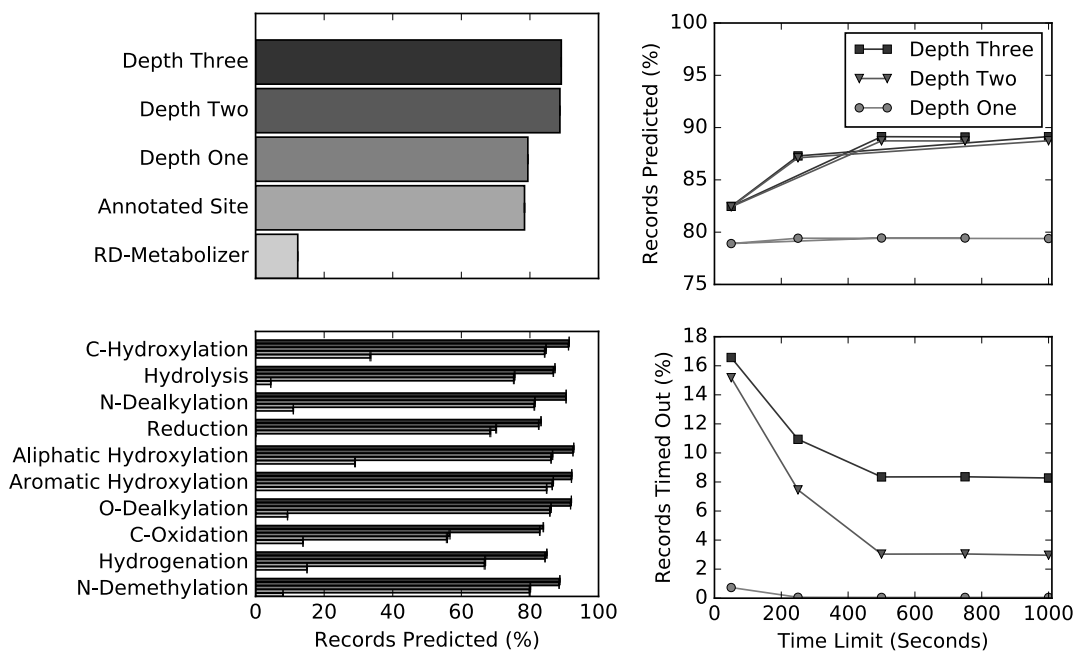 Depth Three
Depth Two
Depth One
Annotated Site
RD-Metabolizer
100
95
90
85
80
75
Records Predicted (%)
Depth Three
Depth Two
Depth One
C-Hydroxylation
Hydrolysis
N-Dealkylation
Reduction
Aliphatic Hydroxylation
Aromatic Hydroxylation
O-Dealkylation
C-Oxidation
Hydrogenation
N-Demethylation
0 20 40 60 80 100
Records Predicted (%)
18
16
14
12
10
8
6
4
2
0
Records Timed Out (%)
0 200 400 600 800 1000
Time Limit (Seconds)